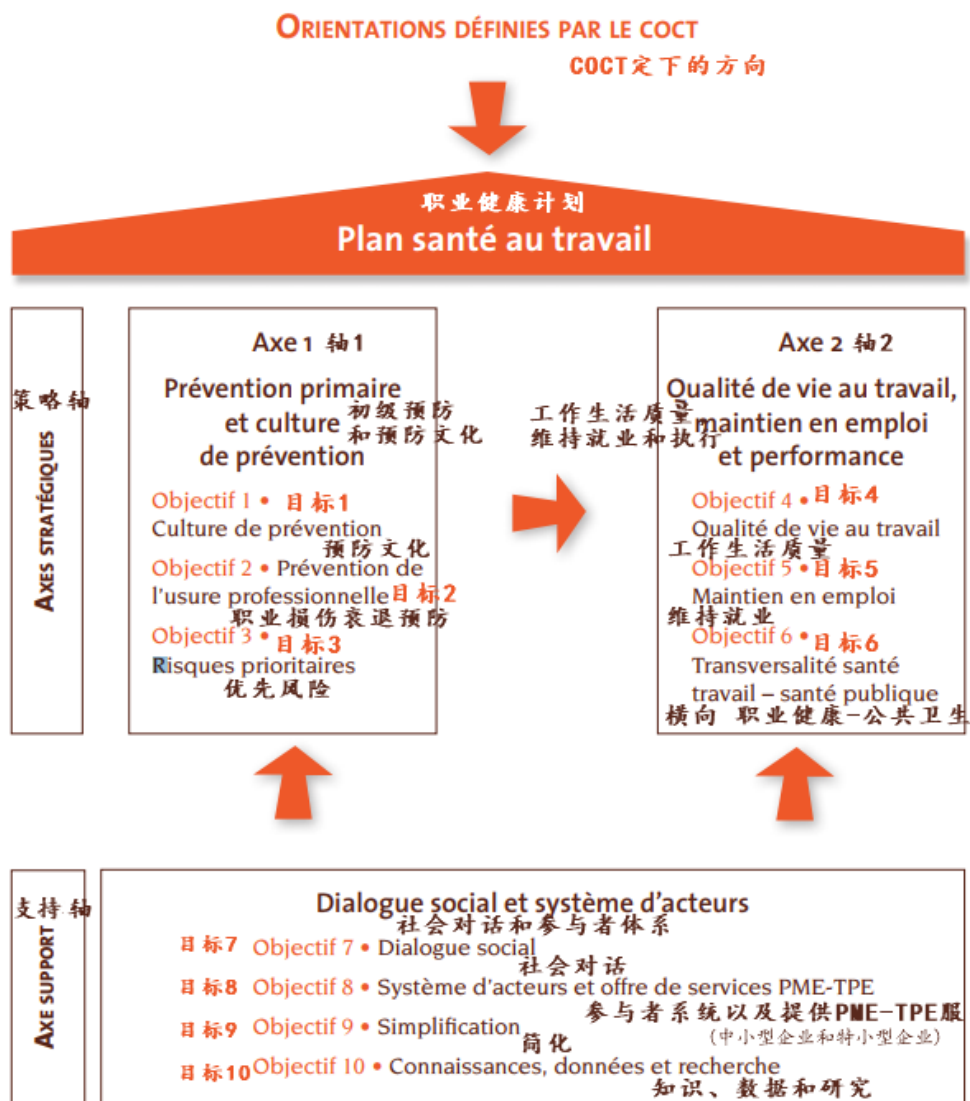 ORIENTATIONS DÉFINIES PAR LE COCT
COCT定下的方向
职业健康计划
Plan santé au travail
策略轴
AXES STRATÉGIQUES
Axe 1 轴1
Prévention primaire
et culture
初级预防
和预防文化
de prévention
Objectif 1 • 目标1
Culture de prévention
预防文化
Objectif 2 • Prévention de
l'usure professionnelle 目标2
职业损伤衰退预防
Objectif 3 • 目标3
Risques prioritaires
优先风险
Axe 2 轴2
Qualité de vie au travail,
工作生活质量
maintien en emploi
维持就业和执行
et performance
Objectif 4 • 目标4
Qualité de vie au travail
工作生活质量
Objectif 5 • 目标5
Maintien en emploi
维持就业
Objectif 6 • 目标6
Transversalité santé
travail – santé publique
横向 职业健康-公共卫生
支持轴
AXE SUPPORT
Dialogue social et système d'acteurs
社会对话和参与者体系
目标7 Objectif 7 • Dialogue social
社会对话
目标8 Objectif 8 • Système d'acteurs et offre de services PME-TPE
参与者系统以及提供PME-TPE服
(中小型企业和特小型企业)
目标9 Objectif 9 • Simplification
简化
目标10 Objectif 10 • Connaissances, données et recherche
知识、数据和研究